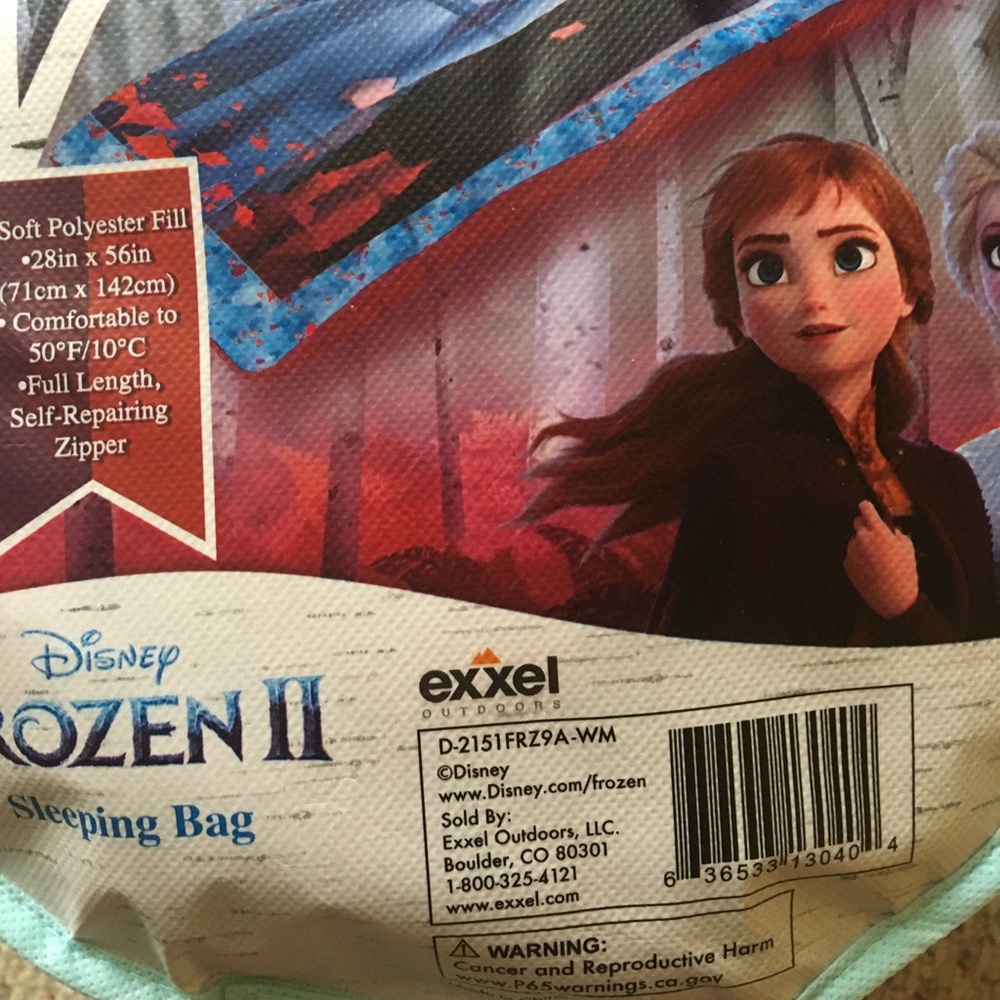 Soft Polyester Fill
•28in x 56in
(71cm x 142cm)
• Comfortable to
50°F/10°C
•Full Length,
Self-Repairing
Zipper
Disney
ROZEN II
Sleeping Bag
exxel
OUTDOORS
D-2151FRZ9A-WM
©Disney
www.Disney.com/frozen
Sold By:
Exxel Outdoors, LLC.
Boulder, CO 80301
1-800-325-4121
www.exxel.com
6 36533 13040 4
WARNING:
Cancer and Reproductive Harm
www.P65warnings.ca.gov